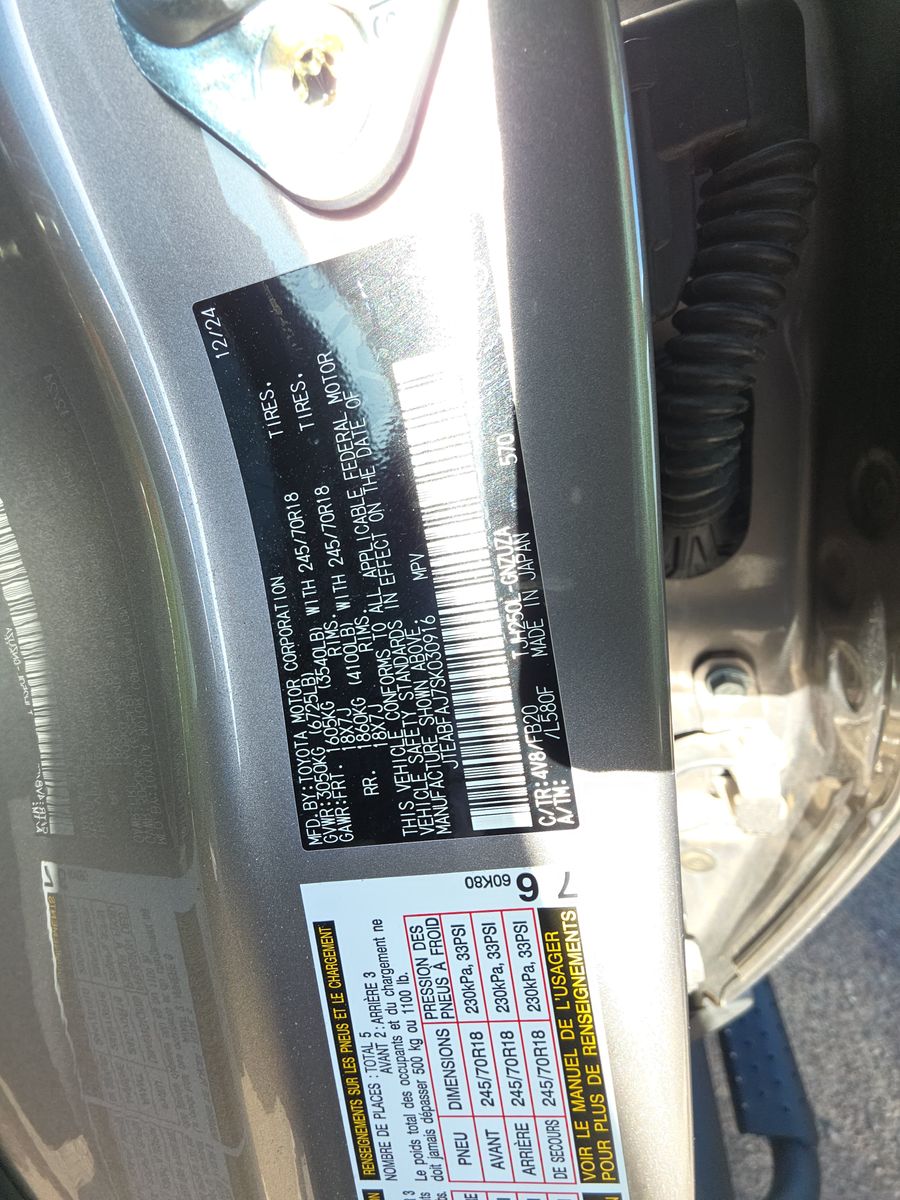 12/24
MFD.BY:TOYOTA MOTOR CORPORATION
GVWR:3050KG (6725LB)
GAWR:FRT. 1605KG (3540LB) WITH 245/70R18 TIRES,
18X7J RIMS,
RR. 1860KG (4100LB) WITH 245/70R18 TIRES,
18X7J RIMS,
THIS VEHICLE CONFORMS TO ALL APPLICABLE FEDERAL MOTOR
VEHICLE SAFETY STANDARDS IN EFFECT ON THE DATE OF
MANUFACTURE SHOWN ABOVE.
JTEABFAJ7SK030916 MPV
C/TR:4V8/FB20 TJH250L-GNZUZA 570
A/TM: /L580F MADE IN JAPAN
RENSEIGNEMENTS SUR LES PNEUS ET LE CHARGEMENT
NOMBRE DE PLACES : TOTAL 5
AVANT 2 : ARRIÈRE 3
Le poids total des occupants et du chargement ne
doit jamais dépasser 500 kg ou 1100 lb.
PNEU DIMENSIONS PRESSION DES PNEUS À FROID
AVANT 245/70R18 230kPa, 33PSI
ARRIÈRE 245/70R18 230kPa, 33PSI
DE SECOURS 245/70R18 230kPa, 33PSI
VOIR LE MANUEL DE L'USAGER
POUR PLUS DE RENSEIGNEMENTS
60K80
6
7